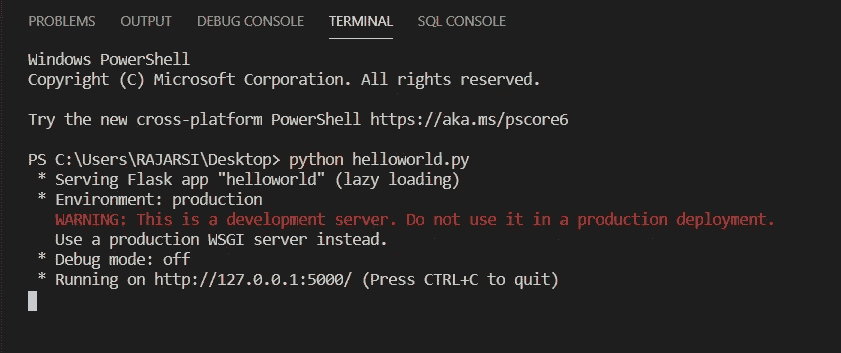 PROBLEMS OUTPUT DEBUG CONSOLE TERMINAL SQL CONSOLE
Windows PowerShell
Copyright (C) Microsoft Corporation. All rights reserved.
Try the new cross-platform PowerShell https://aka.ms/pscore6
PS C:\Users\RAJARSI\Desktop> python helloworld.py
* Serving Flask app "helloworld" (lazy loading)
* Environment: production
WARNING: This is a development server. Do not use it in a production deployment.
Use a production WSGI server instead.
* Debug mode: off
* Running on http://127.0.0.1:5000/ (Press CTRL+C to quit)